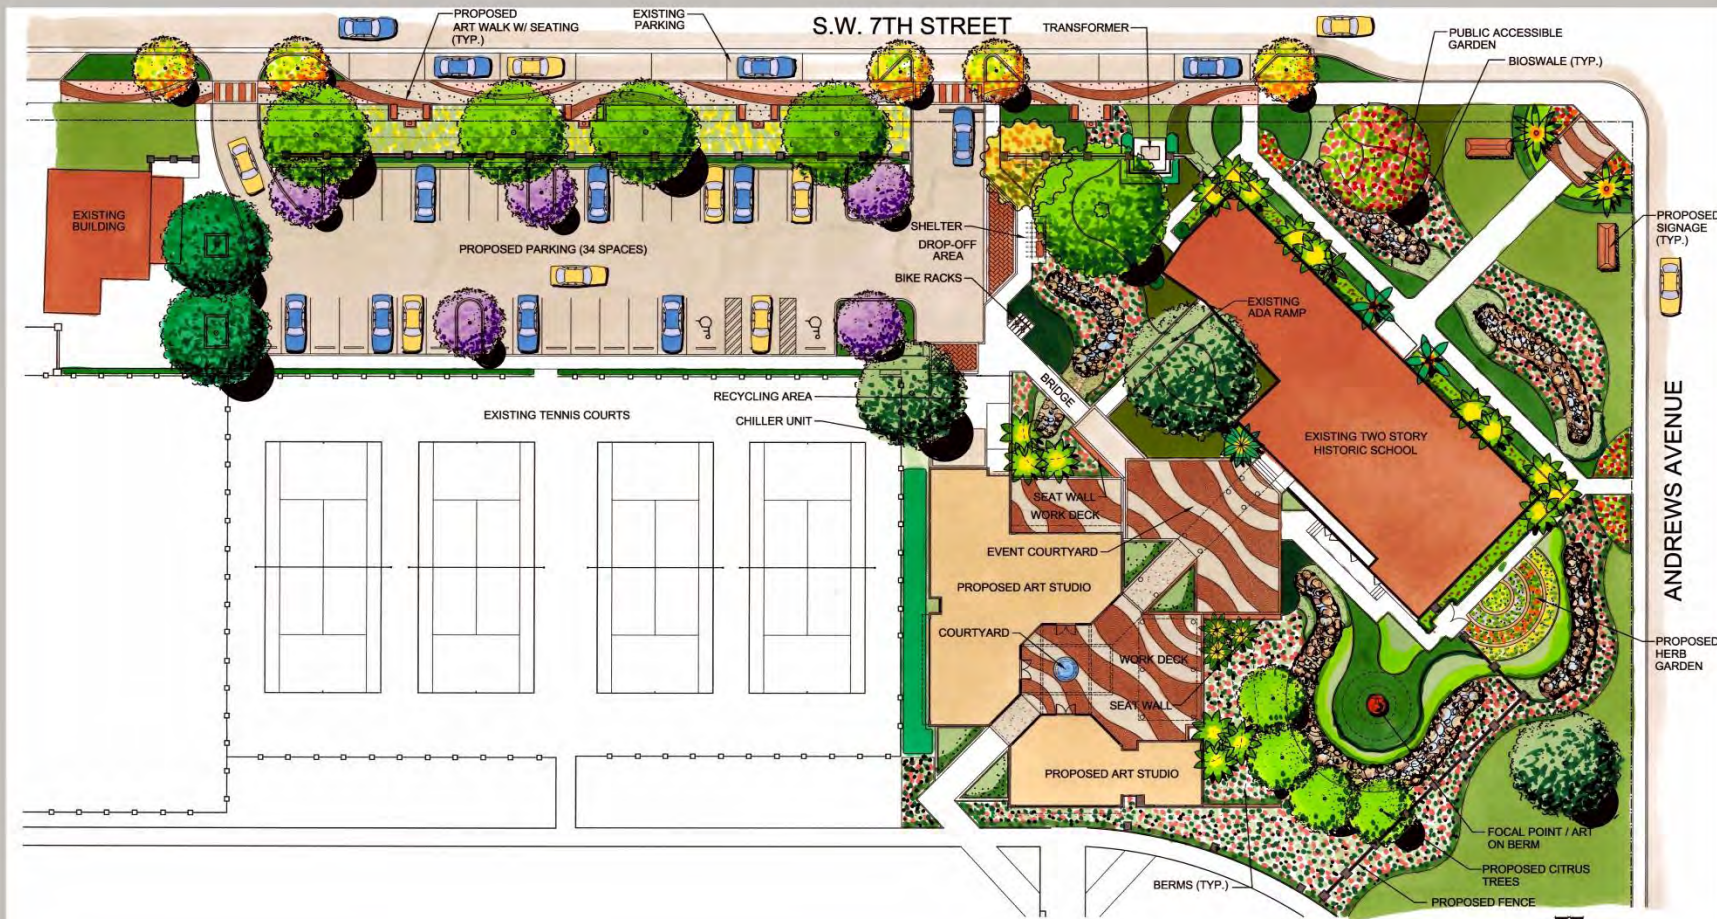 PROPOSED
ART WALK W/ SEATING
(TYP.)
EXISTING
PARKING
S.W. 7TH STREET
TRANSFORMER
PUBLIC ACCESSIBLE
GARDEN
BIOSWALE (TYP.)
EXISTING
BUILDING
PROPOSED PARKING (34 SPACES)
SHELTER
DROP-OFF
AREA
BIKE RACKS
PROPOSED
SIGNAGE
(TYP.)
EXISTING
ADA RAMP
BRIDGE
RECYCLING AREA
CHILLER UNIT
EXISTING TENNIS COURTS
EXISTING TWO STORY
HISTORIC SCHOOL
ANDREWS AVENUE
SEAT WALL
WORK DECK
EVENT COURTYARD
PROPOSED ART STUDIO
COURTYARD
WORK DECK
SEAT WALL
PROPOSED
HERB
GARDEN
PROPOSED ART STUDIO
FOCAL POINT / ART
ON BERM
PROPOSED CITRUS
TREES
BERMS (TYP.)
PROPOSED FENCE